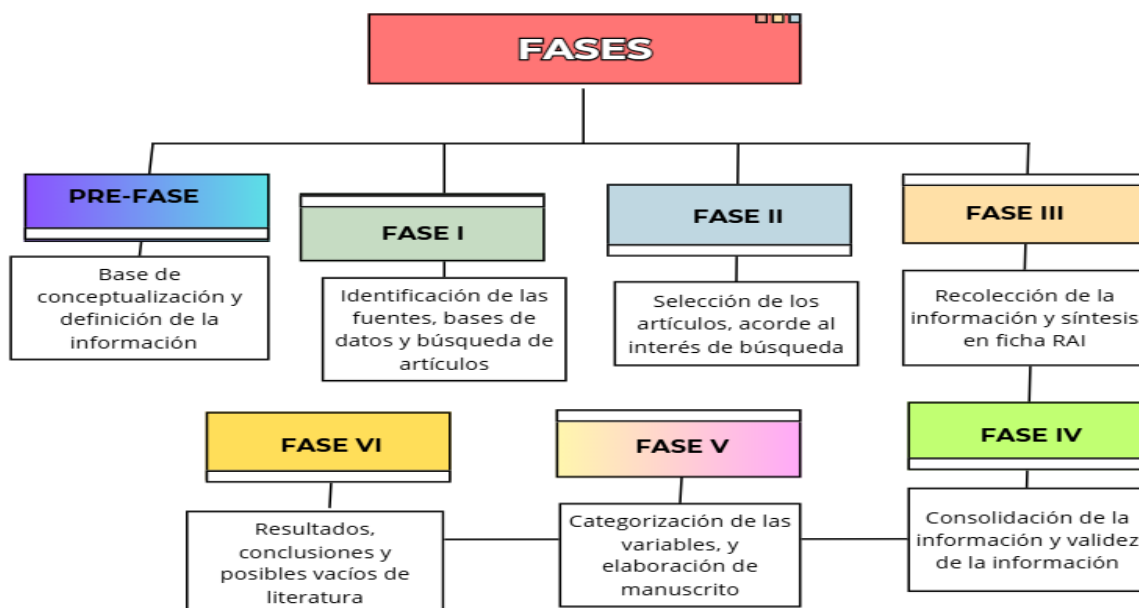 FASES
PRE-FASE
Base de
conceptualización y
definición de la
información
FASE I
Identificación de las
fuentes, bases de
datos y búsqueda de
artículos
FASE II
Selección de los
artículos, acorde al
interés de búsqueda
FASE III
Recolección de la
información y síntesis
en ficha RAI
FASE IV
Consolidación de la
información y validez
de la información
FASE V
Categorización de las
variables, y
elaboración de
manuscrito
FASE VI
Resultados,
conclusiones y
posibles vacíos de
literatura